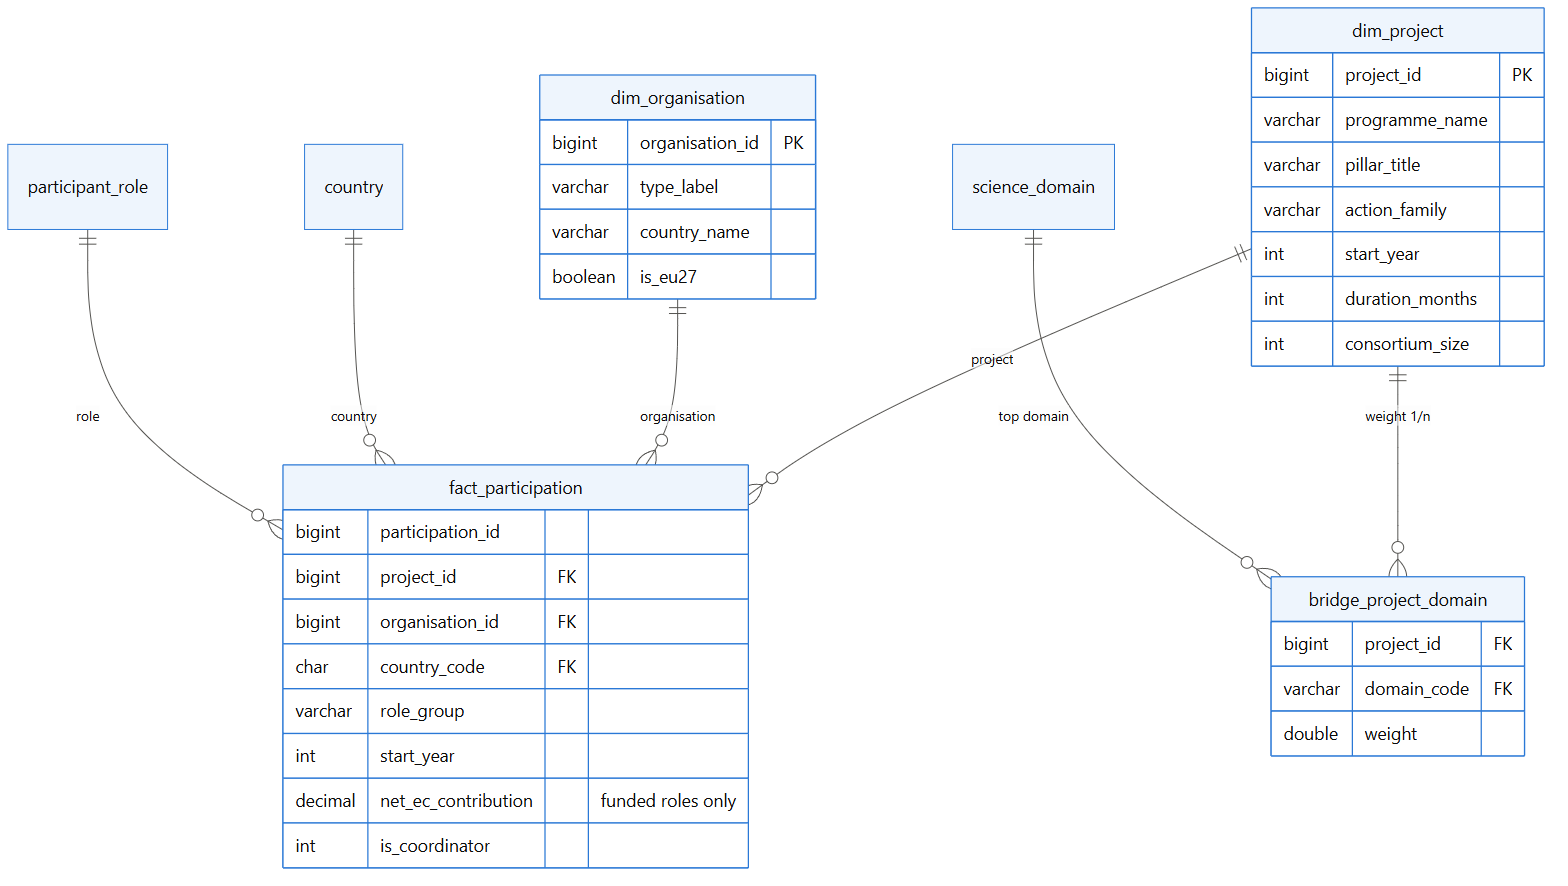 dim_project
bigint project_id PK
varchar programme_name
varchar pillar_title
varchar action_family
int start_year
int duration_months
int consortium_size
dim_organisation
bigint organisation_id PK
varchar type_label
varchar country_name
boolean is_eu27
participant_role
country
science_domain
project
role
country
organisation
top domain
weight 1/n
fact_participation
bigint participation_id
bigint project_id FK
bigint organisation_id FK
char country_code FK
varchar role_group
int start_year
decimal net_ec_contribution funded roles only
int is_coordinator
bridge_project_domain
bigint project_id FK
varchar domain_code FK
double weight